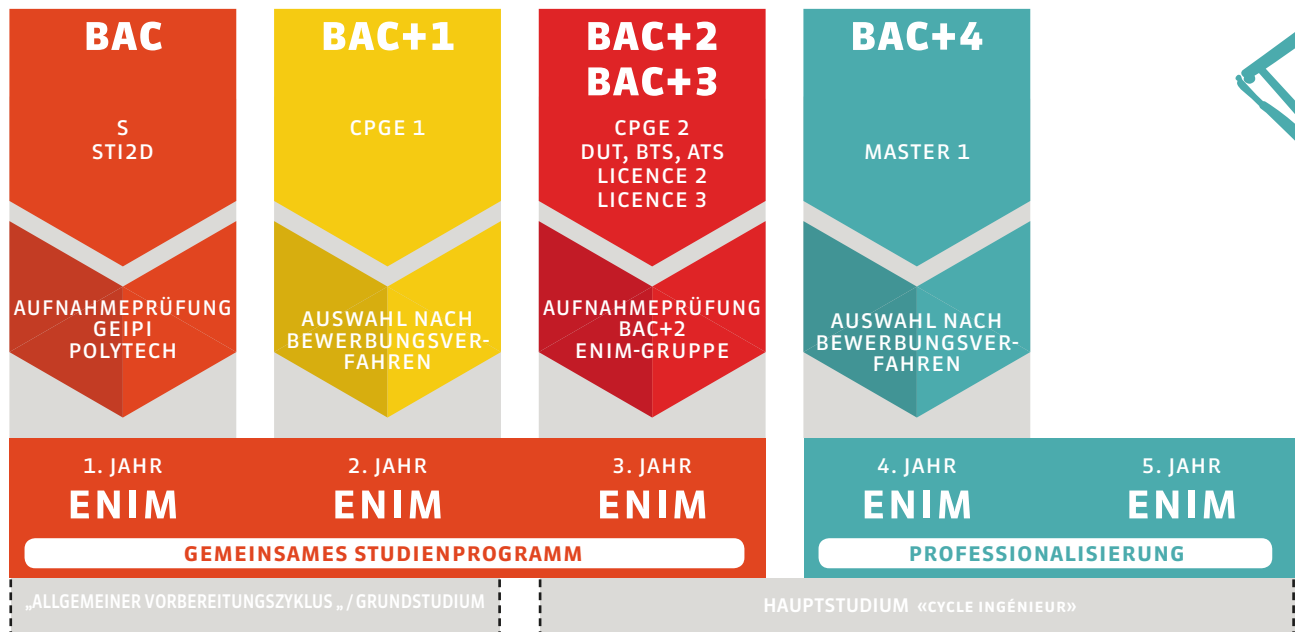 BAC
S
STI2D
AUFNAHMEPRÜFUNG
GEIPI
POLYTECH
BAC+1
CPGE 1
AUSWAHL NACH
BEWERBUNGSVER-
FAHREN
BAC+2
BAC+3
CPGE 2
DUT, BTS, ATS
LICENCE 2
LICENCE 3
AUFNAHMEPRÜFUNG
BAC+2
ENIM-GRUPPE
BAC+4
MASTER 1
AUSWAHL NACH
BEWERBUNGSVER-
FAHREN
1. JAHR
ENIM
2. JAHR
ENIM
3. JAHR
ENIM
4. JAHR
ENIM
5. JAHR
ENIM
GEMEINSAMES STUDIENPROGRAMM
PROFESSIONALISIERUNG
„ALLGEMEINER VORBEREITUNGSZYKLUS „ / GRUNDSTUDIUM
HAUPTSTUDIUM «CYCLE INGÉNIEUR»